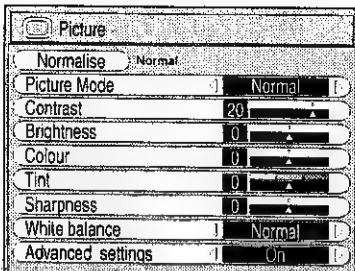 Picture
Normalise Normal
Picture Mode Normal
Contrast 20
Brightness 0
Colour 0
Tint 0
Sharpness 0
White balance Normal
Advanced settings On